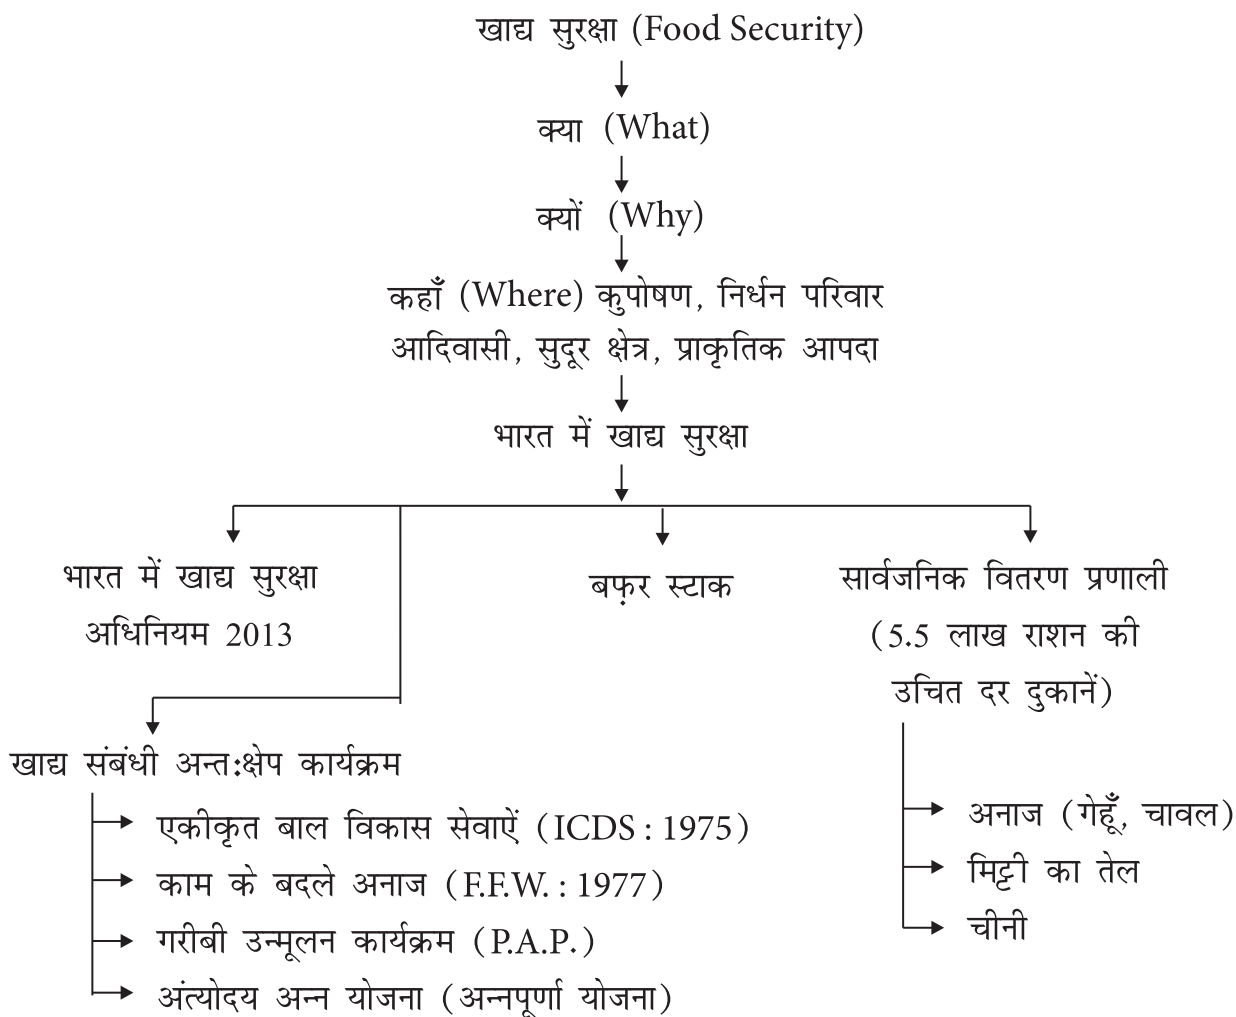 खाद्य सुरक्षा (Food Security)
क्या (What)
क्यों (Why)
कहाँ (Where) कुपोषण, निर्धन परिवार
आदिवासी, सुदूर क्षेत्र, प्राकृतिक आपदा
भारत में खाद्य सुरक्षा
भारत में खाद्य सुरक्षा
अधिनियम 2013
बफ़र स्टाक
सार्वजनिक वितरण प्रणाली
(5.5 लाख राशन की
उचित दर दुकानें)
खाद्य संबंधी अन्त:क्षेप कार्यक्रम
एकीकृत बाल विकास सेवाऐं (ICDS : 1975)
काम के बदले अनाज (F.F.W. : 1977)
गरीबी उन्मूलन कार्यक्रम (P.A.P.)
अंत्योदय अन्न योजना (अन्नपूर्णा योजना)
अनाज (गेहूँ, चावल)
मिट्टी का तेल
चीनी